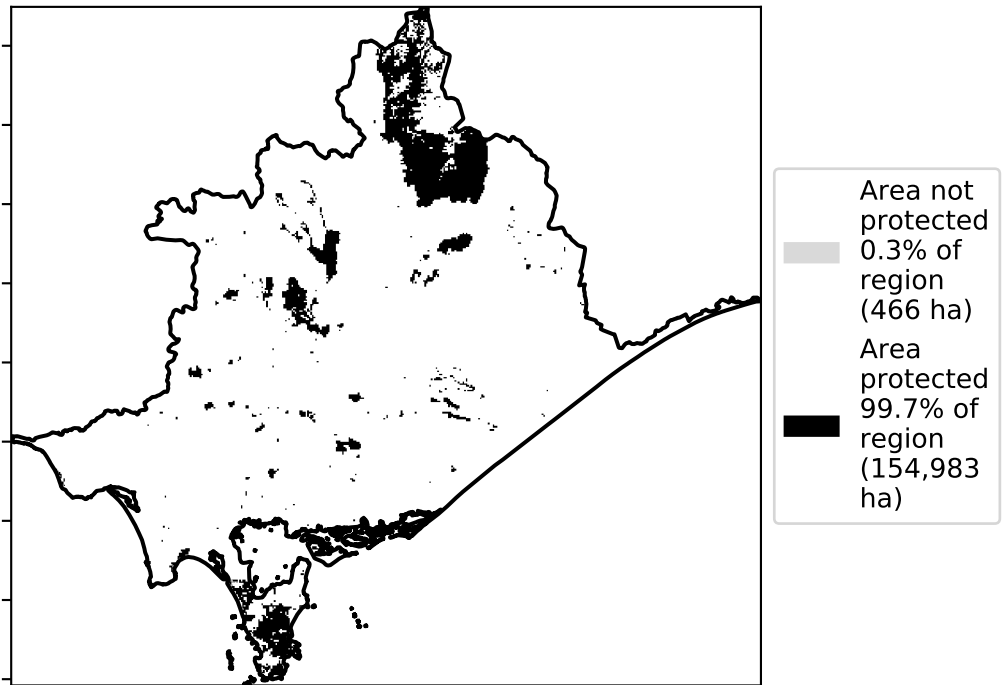 Area not
protected
0.3% of
region
(466 ha)
Area
protected
99.7% of
region
(154,983
ha)